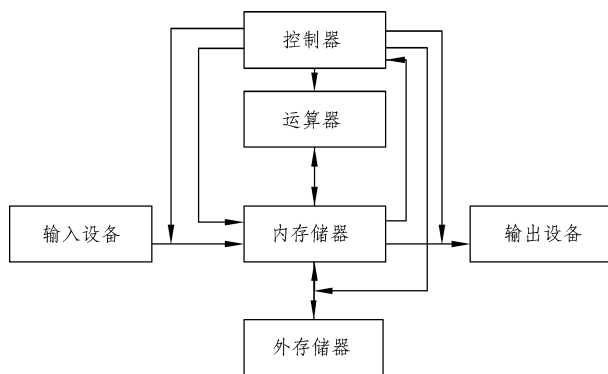 控制器
运算器
输入设备
内存储器
输出设备
外存储器